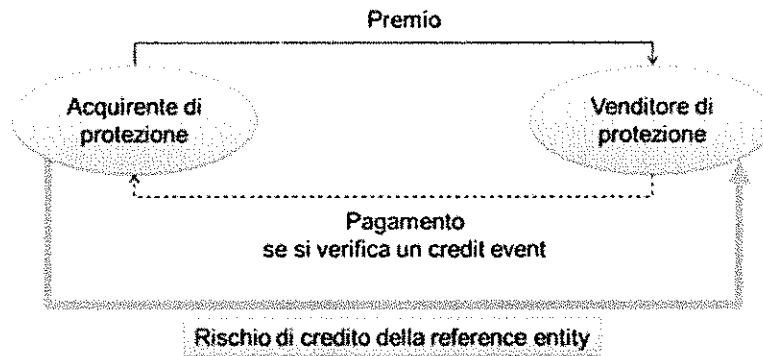 Premio
Acquirente di
protezione
Venditore di
protezione
Pagamento
se si verifica un credit event
Rischio di credito della reference entity